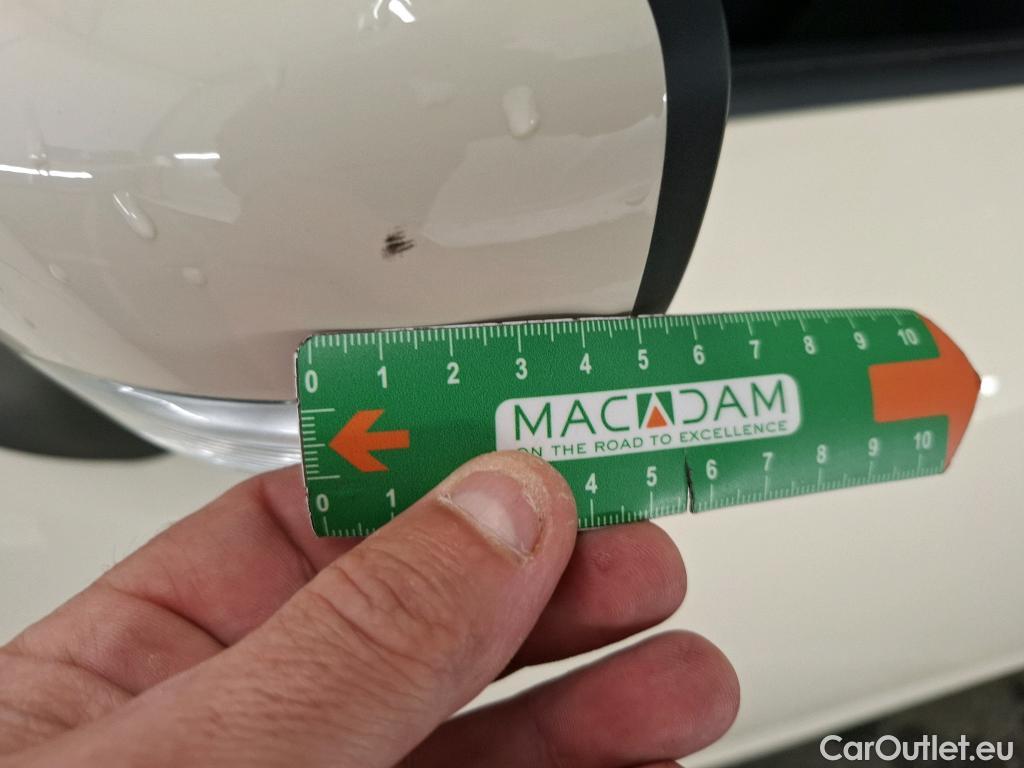 0 1 2 3 4 5 6 7 8 9 10
MACADAM
ON THE ROAD TO EXCELLENCE
0 1 4 5 6 7 8 9 10
CarOutlet.eu